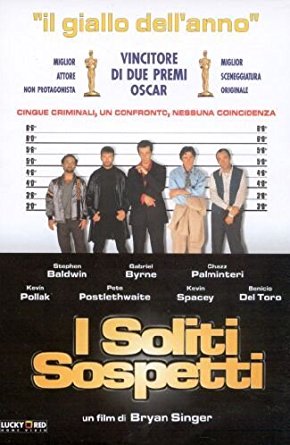 "il giallo dell'anno"
MIGLIOR ATTORE NON PROTAGONISTA
VINCITORE DI DUE PREMI OSCAR
MIGLIOR SCENEGGIATURA ORIGINALE
CINQUE CRIMINALI, UN CONFRONTO, NESSUNA COINCIDENZA
Stephen Baldwin
Gabriel Byrne
Chazz Palminteri
Kevin Pollak
Pete Postlethwaite
Kevin Spacey
Benicio Del Toro
I Soliti
Sospetti
un film di Bryan Singer
LUCKY RED
HOME VIDEO